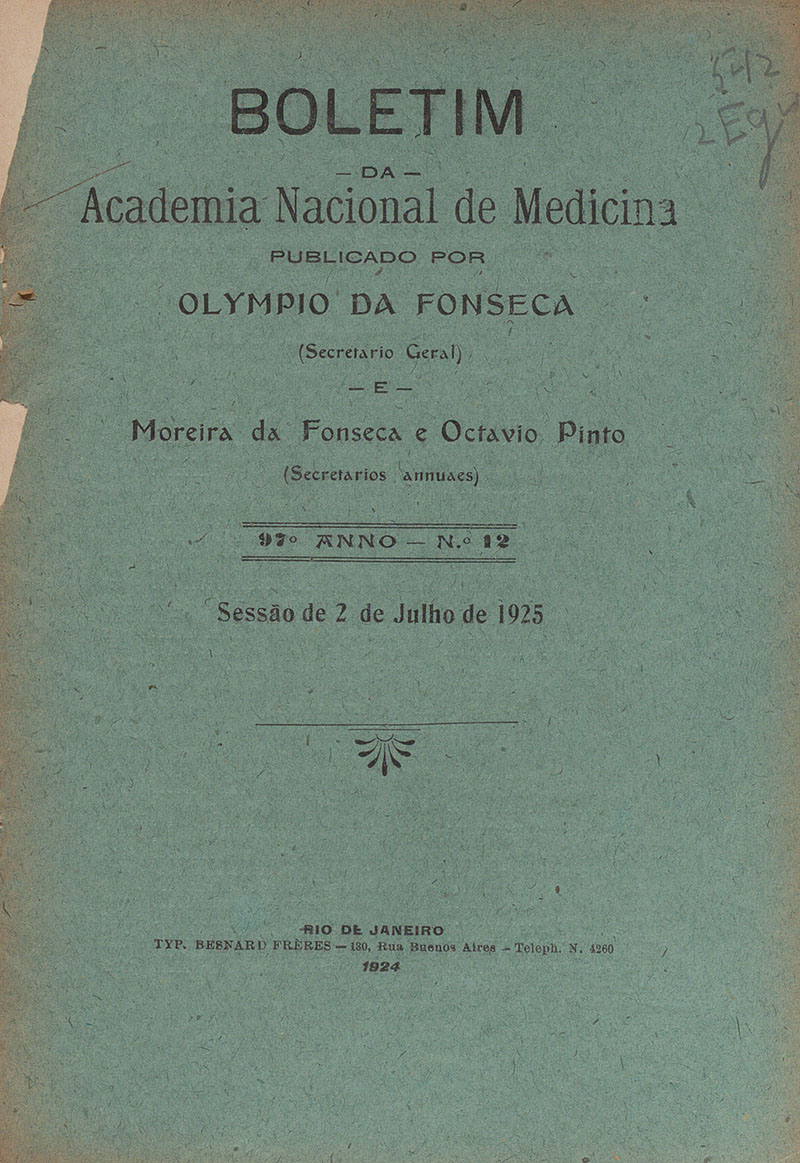 BOLETIM
— DA —
Academia Nacional de Medicina
PUBLICADO POR
OLYMPIO DA FONSECA
(Secretario Geral)
— E —
Moreira da Fonseca e Octavio Pinto
(Secretarios annuaes)
97º ANNO — N.º 12
Sessão de 2 de Julho de 1925
RIO DE JANEIRO
TYP. BESNARD FRÈRES — 130, Rua Buenos Aires — Teleph. N. 4260
1924